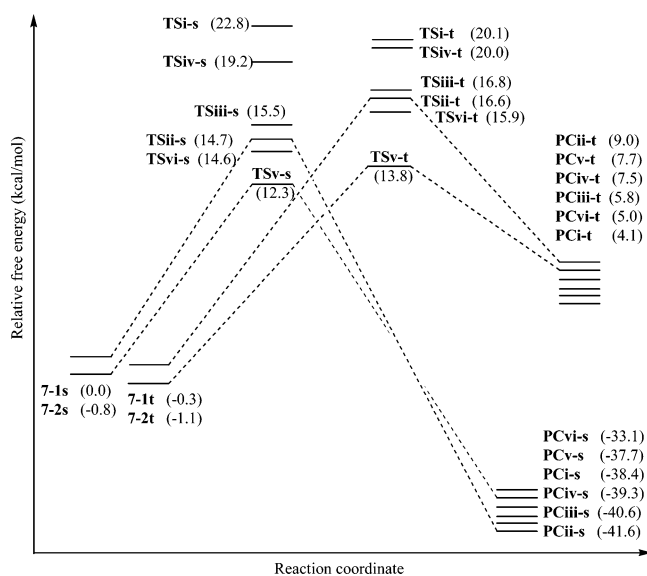 TSi-s (22.8)
TSiv-s (19.2)
TSiii-s (15.5)
TSii-s (14.7)
TSvi-s (14.6)
TSv-s
(12.3)
TSi-t (20.1)
TSiv-t (20.0)
TSiii-t (16.8)
TSii-t (16.6)
TSvi-t (15.9)
TSv-t
(13.8)
PCii-t (9.0)
PCv-t (7.7)
PCiv-t (7.5)
PCiii-t (5.8)
PCvi-t (5.0)
PCi-t (4.1)
7-1s (0.0)
7-2s (-0.8)
7-1t (-0.3)
7-2t (-1.1)
PCvi-s (-33.1)
PCv-s (-37.7)
PCi-s (-38.4)
PCiv-s (-39.3)
PCiii-s (-40.6)
PCii-s (-41.6)
Relative free energy (kcal/mol)
Reaction coordinate